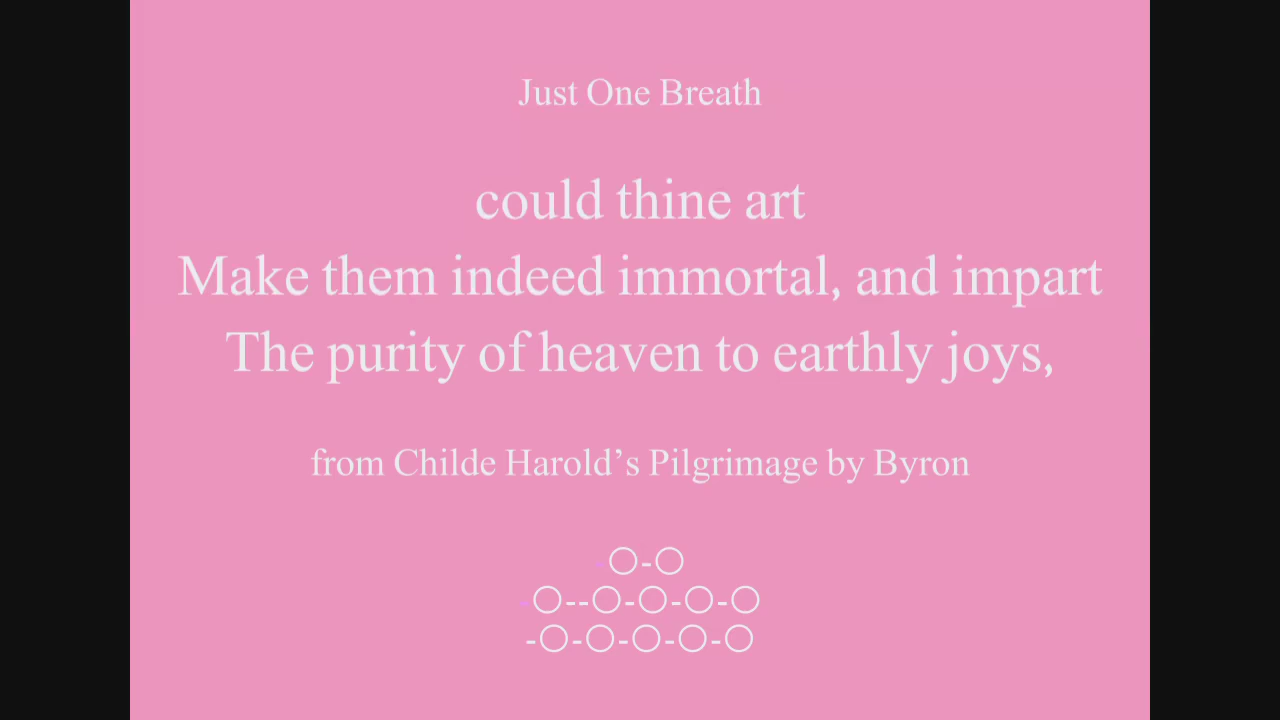 Just One Breath
could thine art
Make them indeed immortal, and impart
The purity of heaven to earthly joys,
from Childe Harold’s Pilgrimage by Byron
-○-○
-○--○-○-○-○
-○-○-○-○-○